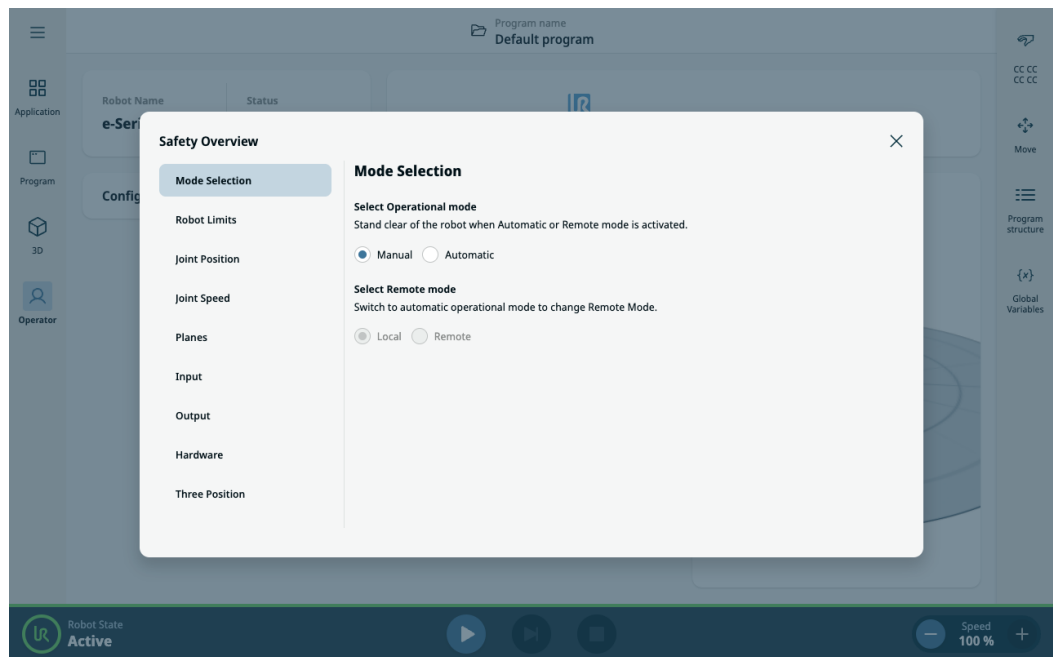 Program name
Default program
Application
Program
3D
Operator
Robot Name
Status
e-Seri
Config
Safety Overview
Mode Selection
Robot Limits
Joint Position
Joint Speed
Planes
Input
Output
Hardware
Three Position
Mode Selection
Select Operational mode
Stand clear of the robot when Automatic or Remote mode is activated.
Manual Automatic
Select Remote mode
Switch to automatic operational mode to change Remote Mode.
Local Remote
CC CC
CC CC
Move
Program
structure
{x}
Global
Variables
Robot State
Active
Speed
100 %